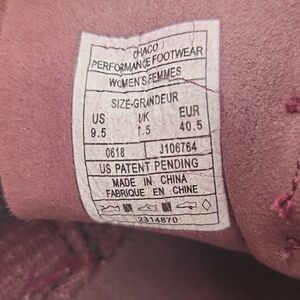 CHACO
PERFORMANCE FOOTWEAR
WOMEN'S-FEMMES
SIZE-GRANDEUR
US UK EUR
9.5 7.5 40.5
0618 J106764
US PATENT PENDING
MADE IN CHINA
FABRIQUE EN CHINE
2314870